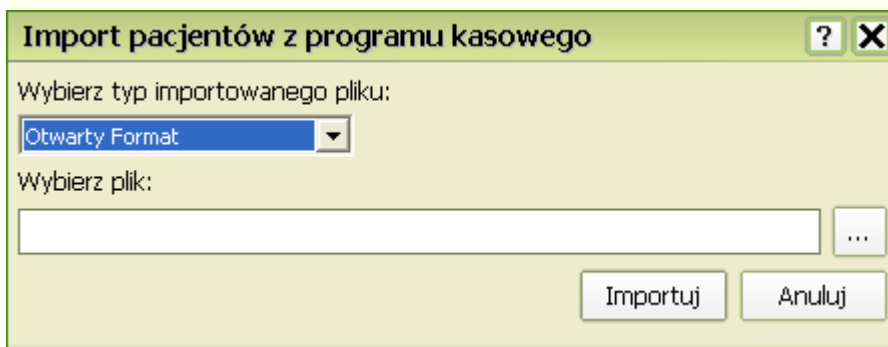 Import pacjentów z programu kasowego ? X
Wybierz typ importowanego pliku:
Otwarty Format
Wybierz plik:
...
Importuj Anuluj